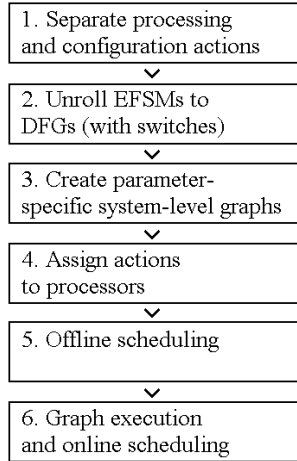 1. Separate processing
and configuration actions
2. Unroll EFSMs to
DFGs (with switches)
3. Create parameter-
specific system-level graphs
4. Assign actions
to processors
5. Offline scheduling
6. Graph execution
and online scheduling